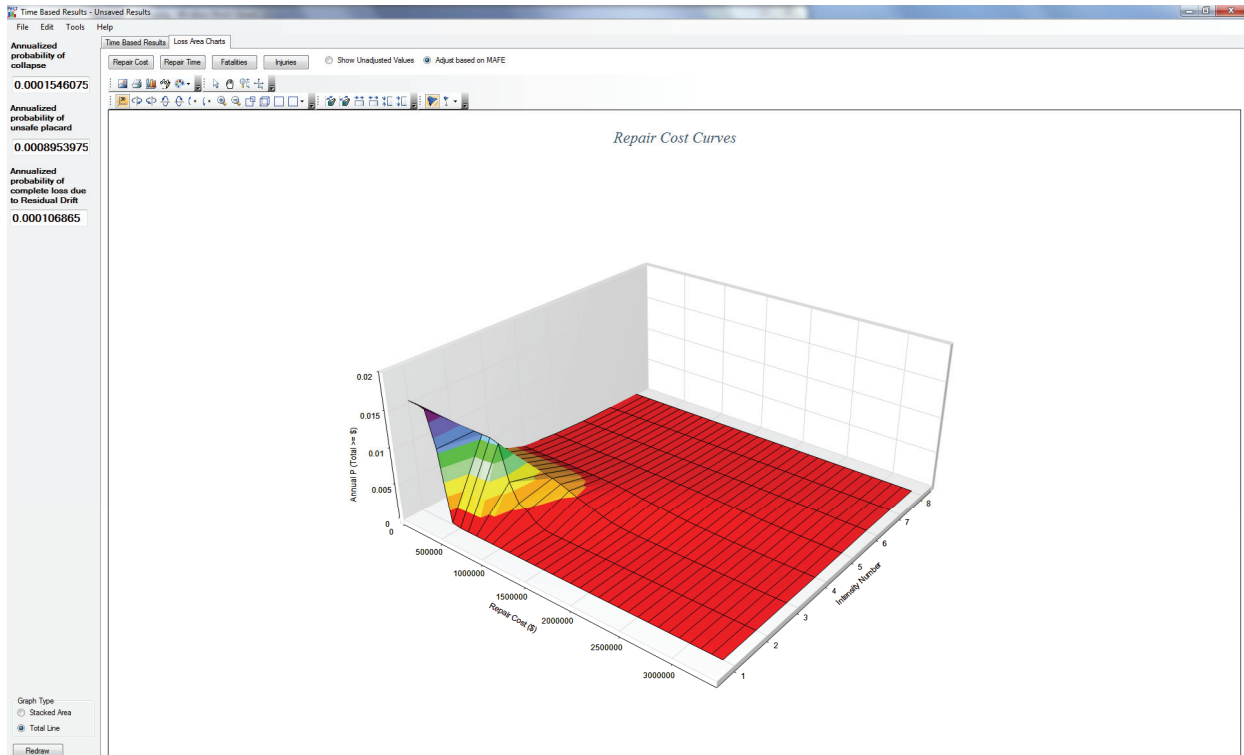 Time Based Results - Unsaved Results
File Edit Tools Help
Annualized
probability of
collapse
0.0001546075
Annualized
probability of
unsafe placard
0.0008953975
Annualized
probability of
complete loss due
to Residual Drift
0.000106865
Time Based Results Loss Area Charts
Repair Cost Repair Time Fatalities Injuries Show Unadjusted Values Adjust based on MAFE
Repair Cost Curves
0.02
0.015
0.01
0.005
0
Annual P (Total >= $)
0
500000
1000000
1500000
2000000
2500000
3000000
Repair Cost ($)
1
2
3
4
5
6
7
8
Intensity Number
Graph Type
Stacked Area
Total Line
Redraw